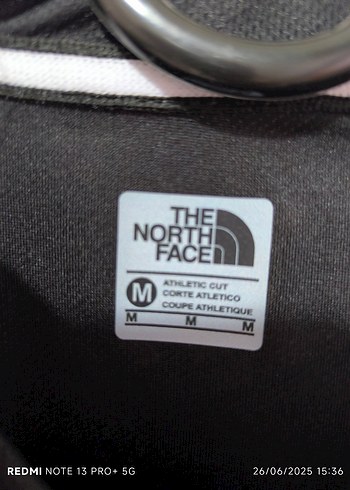 THE
NORTH
FACE
M
ATHLETIC CUT
CORTE ATLETICO
COUPE ATHLETIQUE
M M M
REDMI NOTE 13 PRO+ 5G
26/06/2025 15:36